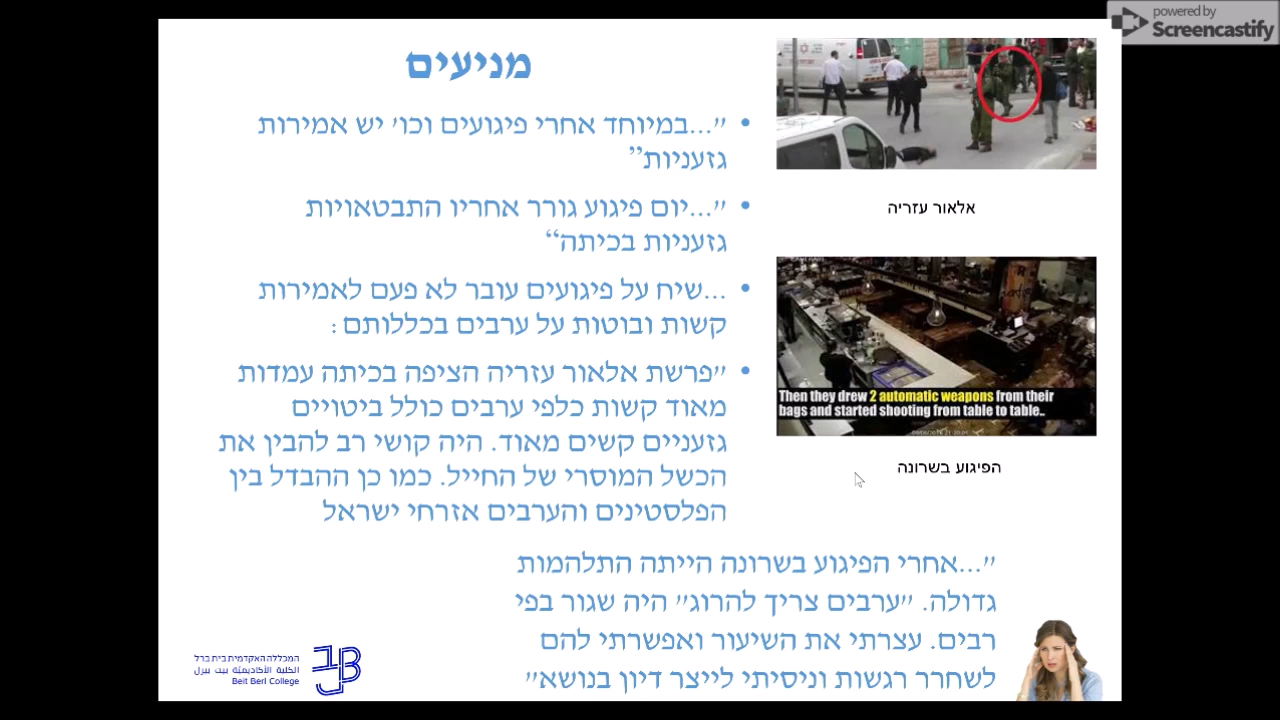 powered by
Screencastify
מניעים
• ״...במיוחד אחרי פיגועים וכו׳ יש אמירות
גזעניות”
• ״...יום פיגוע גורר אחריו התבטאויות
גזעניות בכיתה“
• ...שיח על פיגועים עובר לא פעם לאמירות
קשות ובוטות על ערבים בכללותם :
• ״פרשת אלאור עזריה הציפה בכיתה עמדות
מאוד קשות כלפי ערבים כולל ביטויים
גזעניים קשים מאוד. היה קושי רב להבין את
הכשל המוסרי של החייל. כמו כן ההבדל בין
הפלסטינים והערבים אזרחי ישראל
אלאור עזריה
Then they drew 2 automatic weapons from their
bags and started shooting from table to table..
הפיגוע בשרונה
״...אחרי הפיגוע בשרונה הייתה התלהמות
גדולה. ״ערבים צריך להרוג״ היה שגור בפי
רבים. עצרתי את השיעור ואפשרתי להם
לשחרר רגשות וניסיתי לייצר דיון בנושא״
המכללה האקדמית בית ברל
الكلية الأكاديمية بيت بيرل
Beit Berl College